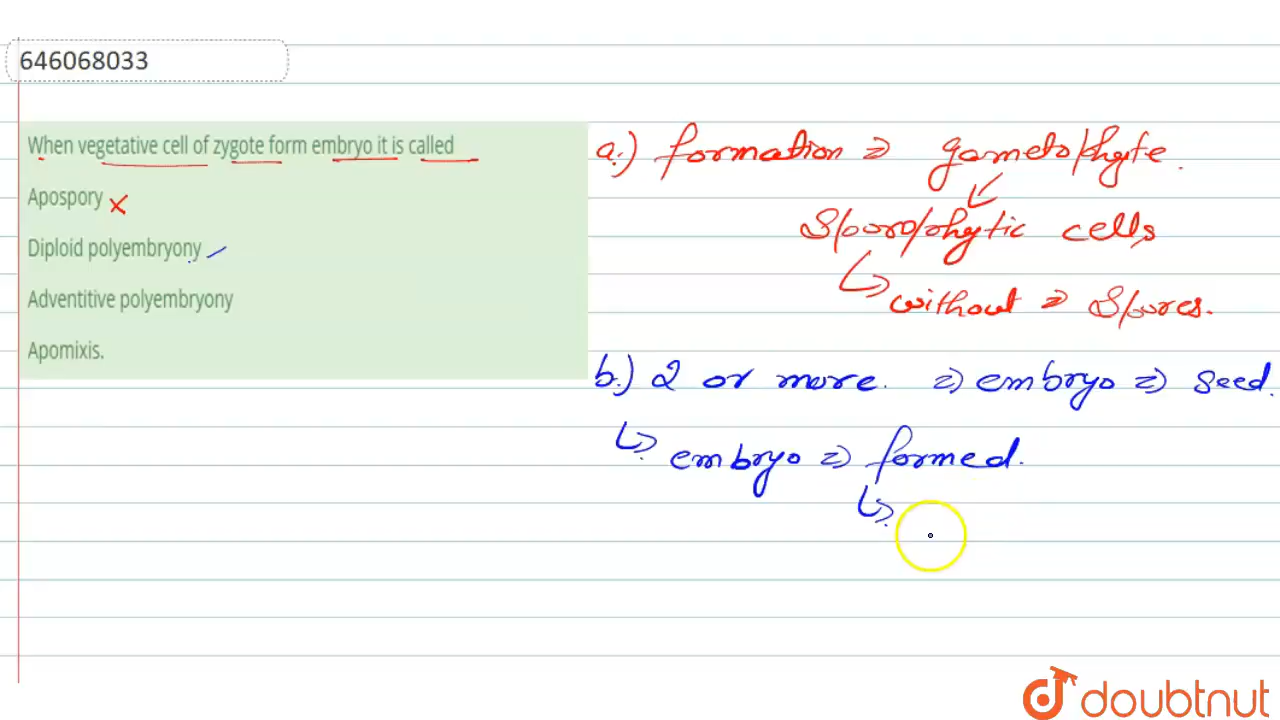 646068033
When vegetative cell of zygote form embryo it is called
Apospory ×
Diploid polyembryony ✓
Adventitive polyembryony
Apomixis.
a.) formation ⇒ gametophyte.
Sporophytic cells
↳ without ⇒ Spores.
b.) 2 or more. ⇒ embryo ⇒ seed.
↳ embryo ⇒ formed.
↳
doubtnut